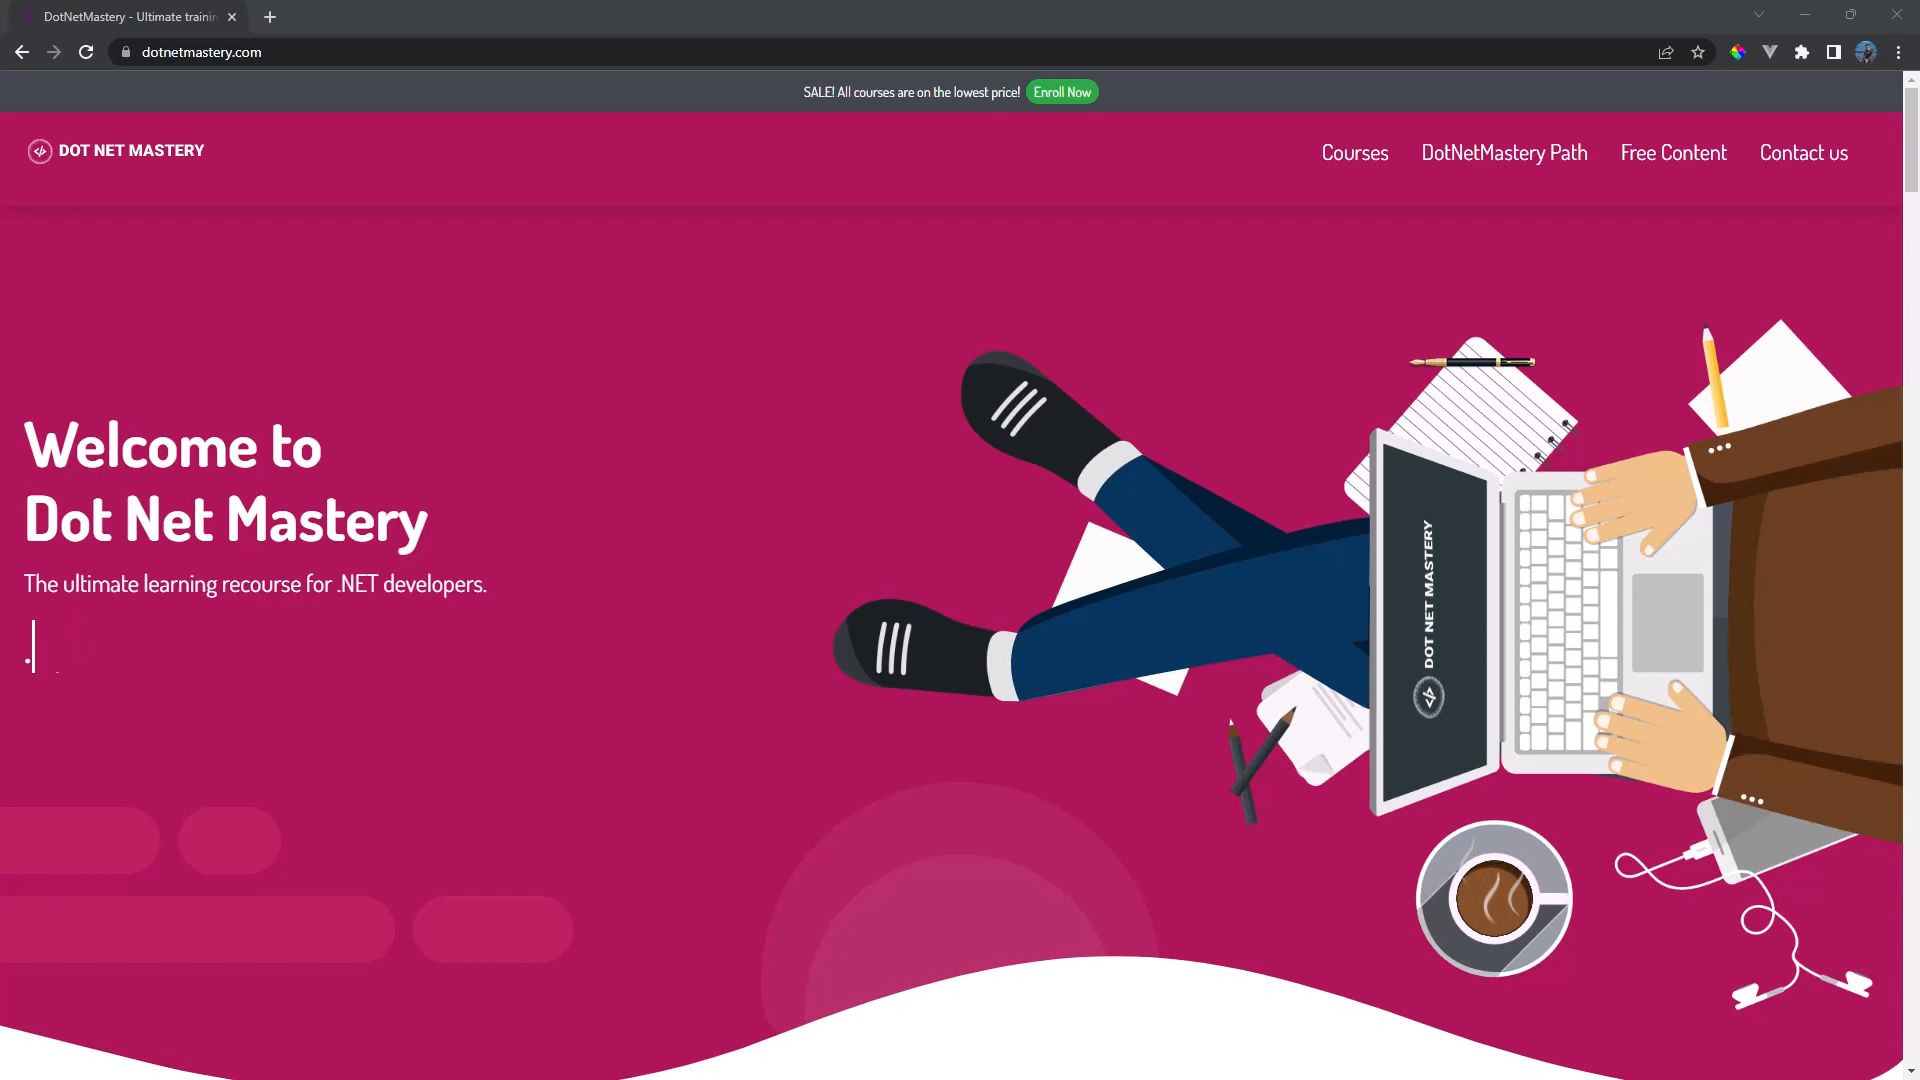 DotNetMastery - Ultimate trainin
dotnetmastery.com
SALE! All courses are on the lowest price! Enroll Now
DOT NET MASTERY
Courses DotNetMastery Path Free Content Contact us
Welcome to
Dot Net Mastery
The ultimate learning recourse for .NET developers.
.
DOT NET MASTERY